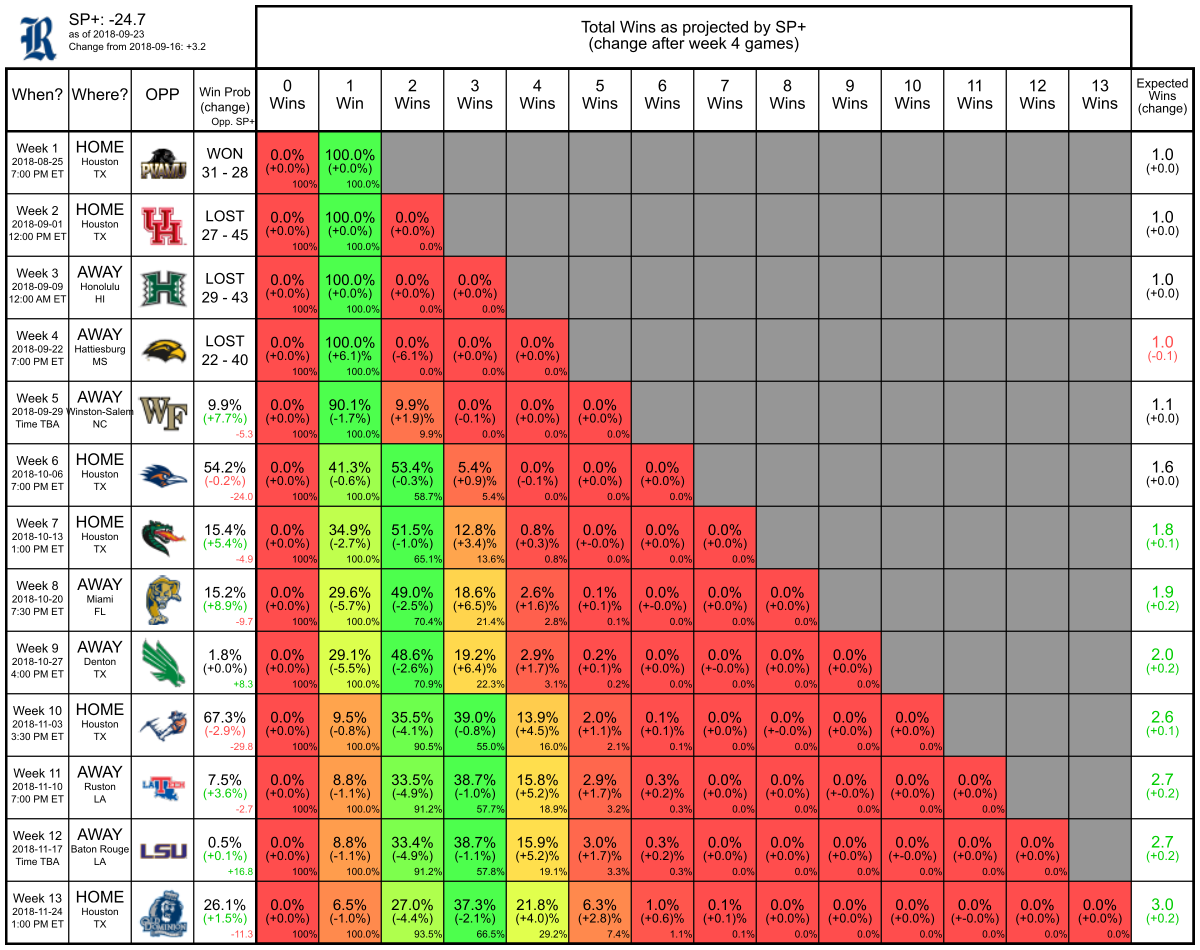 SP+: -24.7
as of 2018-09-23
Change from 2018-09-16: +3.2
Total Wins as projected by SP+
(change after week 4 games)
When? Where? OPP Win Prob (change) Opp. SP+ 0 Wins 1 Win 2 Wins 3 Wins 4 Wins 5 Wins 6 Wins 7 Wins 8 Wins 9 Wins 10 Wins 11 Wins 12 Wins 13 Wins Expected Wins (change)
Week 1 HOME WON 0.0% 100.0% 1.0
2018-08-25 Houston PVAMU 31 - 28 (+0.0%) (+0.0%) (+0.0)
7:00 PM ET TX 100% 100.0%
Week 2 HOME LOST 0.0% 100.0% 0.0% 1.0
2018-09-01 Houston UH 27 - 45 (+0.0%) (+0.0%) (+0.0%) (+0.0)
12:00 PM ET TX 100% 100.0% 0.0%
Week 3 AWAY LOST 0.0% 100.0% 0.0% 0.0% 1.0
2018-09-09 Honolulu H 29 - 43 (+0.0%) (+0.0%) (+0.0%) (+0.0%) (+0.0)
12:00 AM ET HI 100% 100.0% 0.0% 0.0%
Week 4 AWAY LOST 0.0% 100.0% 0.0% 0.0% 0.0% 1.0
2018-09-22 Hattiesburg 22 - 40 (+0.0%) (+6.1)% (-6.1%) (+0.0%) (+0.0%) (-0.1)
7:00 PM ET MS 100% 100.0% 0.0% 0.0% 0.0%
Week 5 AWAY 9.9% 0.0% 90.1% 9.9% 0.0% 0.0% 0.0% 1.1
2018-09-29 Winston-Salem WF (+7.7%) (+0.0%) (-1.7%) (+1.9)% (-0.1%) (+0.0%) (+0.0%) (+0.0)
Time TBA NC -5.3 100% 100.0% 9.9% 0.0% 0.0% 0.0%
Week 6 HOME 54.2% 0.0% 41.3% 53.4% 5.4% 0.0% 0.0% 0.0% 1.6
2018-10-06 Houston (-0.2%) (+0.0%) (-0.6%) (-0.3%) (+0.9)% (-0.1%) (+0.0%) (+0.0%) (+0.0)
7:00 PM ET TX -24.0 100% 100.0% 58.7% 5.4% 0.0% 0.0% 0.0%
Week 7 HOME 15.4% 0.0% 34.9% 51.5% 12.8% 0.8% 0.0% 0.0% 0.0% 1.8
2018-10-13 Houston (+5.4%) (+0.0%) (-2.7%) (-1.0%) (+3.4)% (+0.3)% (+-0.0%) (+0.0%) (+0.0%) (+0.1)
1:00 PM ET TX -4.9 100% 100.0% 65.1% 13.6% 0.8% 0.0% 0.0% 0.0%
Week 8 AWAY 15.2% 0.0% 29.6% 49.0% 18.6% 2.6% 0.1% 0.0% 0.0% 0.0% 1.9
2018-10-20 Miami (+8.9%) (+0.0%) (-5.7%) (-2.5%) (+6.5)% (+1.6)% (+0.1)% (+-0.0%) (+0.0%) (+0.0%) (+0.2)
7:30 PM ET FL -9.7 100% 100.0% 70.4% 21.4% 2.8% 0.1% 0.0% 0.0% 0.0%
Week 9 AWAY 1.8% 0.0% 29.1% 48.6% 19.2% 2.9% 0.2% 0.0% 0.0% 0.0% 0.0% 2.0
2018-10-27 Denton (+0.0%) (+0.0%) (-5.5%) (-2.6%) (+6.4)% (+1.7)% (+0.1)% (+0.0%) (+-0.0%) (+0.0%) (+0.0%) (+0.2)
4:00 PM ET TX +8.3 100% 100.0% 70.9% 22.3% 3.1% 0.2% 0.0% 0.0% 0.0% 0.0%
Week 10 HOME 67.3% 0.0% 9.5% 35.5% 39.0% 13.9% 2.0% 0.1% 0.0% 0.0% 0.0% 0.0% 2.6
2018-11-03 Houston (-2.9%) (+0.0%) (-0.8%) (-4.1%) (-0.8%) (+4.5)% (+1.1)% (+0.1)% (+0.0%) (+-0.0%) (+0.0%) (+0.0%) (+0.1)
3:30 PM ET TX -29.8 100% 100.0% 90.5% 55.0% 16.0% 2.1% 0.1% 0.0% 0.0% 0.0% 0.0%
Week 11 AWAY 7.5% 0.0% 8.8% 33.5% 38.7% 15.8% 2.9% 0.3% 0.0% 0.0% 0.0% 0.0% 0.0% 2.7
2018-11-10 Ruston LA TECH (+3.6%) (+0.0%) (-1.1%) (-4.9%) (-1.0%) (+5.2)% (+1.7)% (+0.2)% (+0.0%) (+0.0%) (+-0.0%) (+0.0%) (+0.0%) (+0.2)
7:00 PM ET LA -2.7 100% 100.0% 91.2% 57.7% 18.9% 3.2% 0.3% 0.0% 0.0% 0.0% 0.0% 0.0%
Week 12 AWAY 0.5% 0.0% 8.8% 33.4% 38.7% 15.9% 3.0% 0.3% 0.0% 0.0% 0.0% 0.0% 0.0% 0.0% 2.7
2018-11-17 Baton Rouge LSU (+0.1%) (+0.0%) (-1.1%) (-4.9%) (-1.1%) (+5.2)% (+1.7)% (+0.2)% (+0.0%) (+0.0%) (+0.0%) (+-0.0%) (+0.0%) (+0.0%) (+0.2)
Time TBA LA +16.8 100% 100.0% 91.2% 57.8% 19.1% 3.3% 0.3% 0.0% 0.0% 0.0% 0.0% 0.0% 0.0%
Week 13 HOME 26.1% 0.0% 6.5% 27.0% 37.3% 21.8% 6.3% 1.0% 0.1% 0.0% 0.0% 0.0% 0.0% 0.0% 0.0% 3.0
2018-11-24 Houston OLD DOMINION (+1.5%) (+0.0%) (-1.0%) (-4.4%) (-2.1%) (+4.0)% (+2.8)% (+0.6)% (+0.1)% (+0.0%) (+0.0%) (+0.0%) (+-0.0%) (+0.0%) (+0.0%) (+0.2)
1:00 PM ET TX -11.3 100% 100.0% 93.5% 66.5% 29.2% 7.4% 1.1% 0.1% 0.0% 0.0% 0.0% 0.0% 0.0% 0.0%